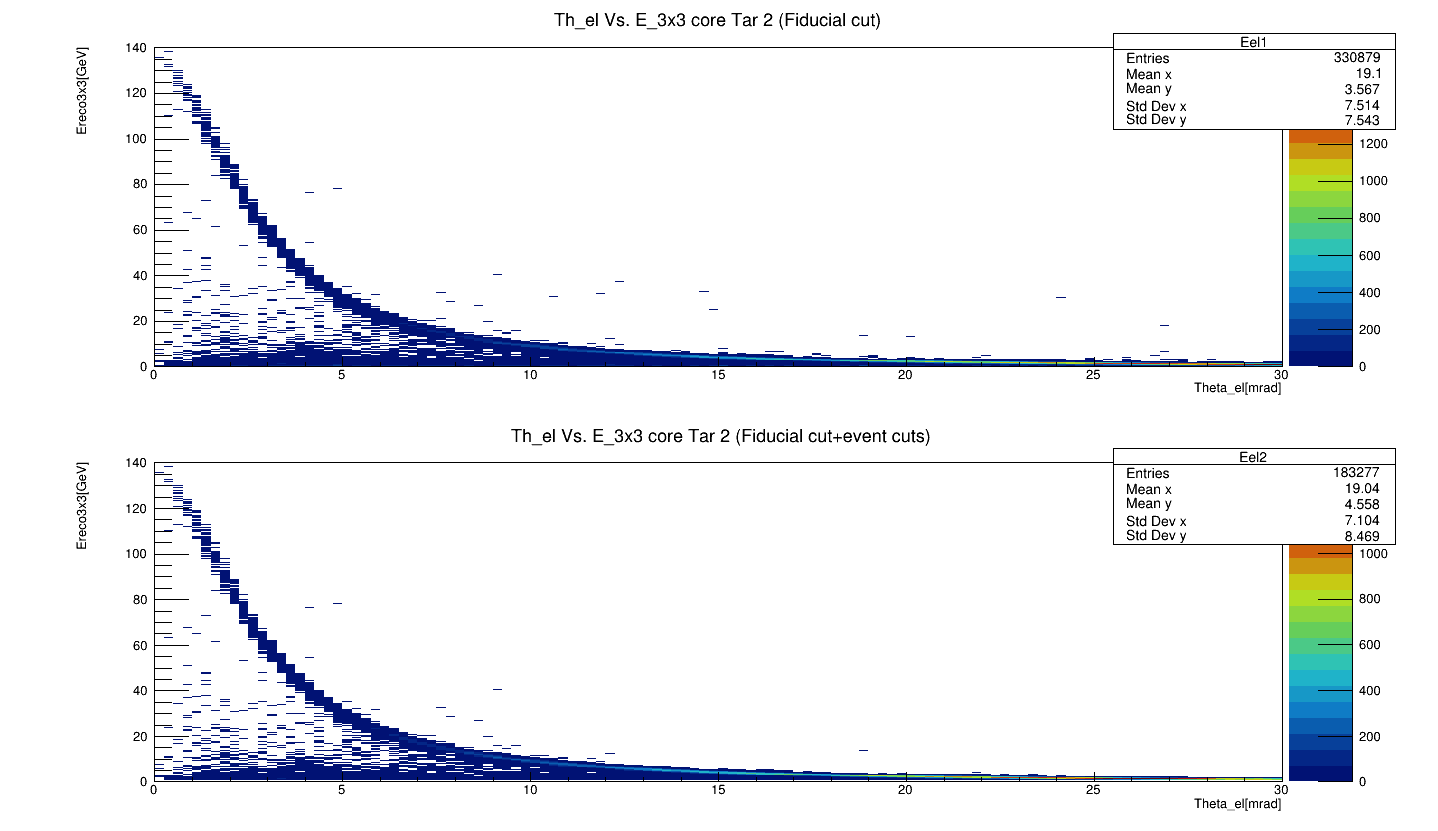 Th_el Vs. E_3x3 core Tar 2 (Fiducial cut)
Ereco3x3[GeV]
Eel1
Entries 330879
Mean x 19.1
Mean y 3.567
Std Dev x 7.514
Std Dev y 7.543
140
120
100
80
60
40
20
0
1200
1000
800
600
400
200
0
0 5 10 15 20 25 30
Theta_el[mrad]
Th_el Vs. E_3x3 core Tar 2 (Fiducial cut+event cuts)
Ereco3x3[GeV]
Eel2
Entries 183277
Mean x 19.04
Mean y 4.558
Std Dev x 7.104
Std Dev y 8.469
140
120
100
80
60
40
20
0
1000
800
600
400
200
0
0 5 10 15 20 25 30
Theta_el[mrad]